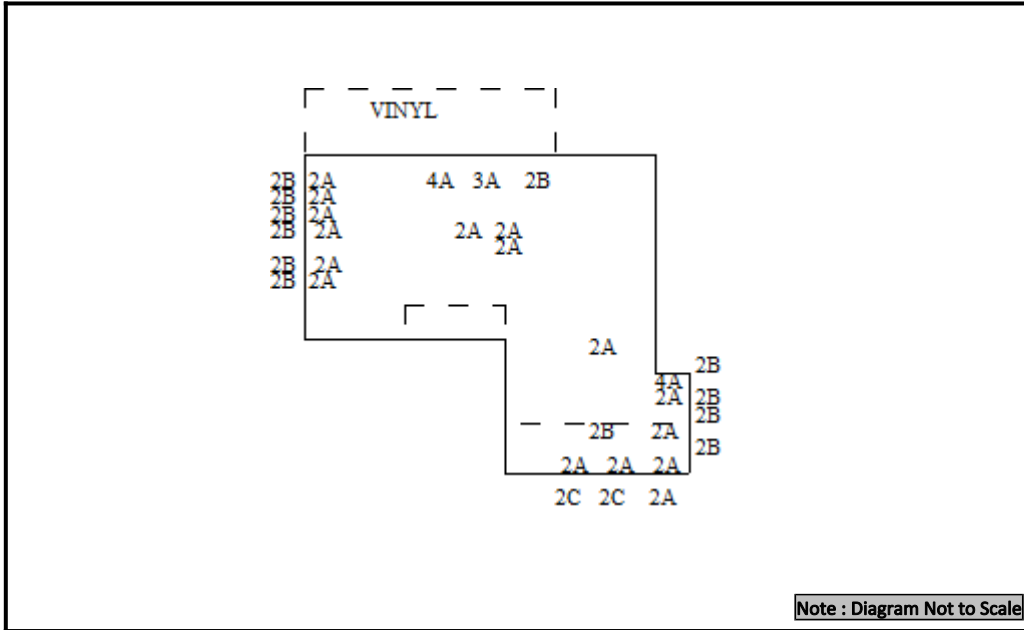 VINYL
2B 2A 4A 3A 2B
2B 2A
2B 2A
2B 2A 2A 2A
2A
2B 2A
2B 2A
2A
2B
4A
2A 2B
2B
2B 2A
2B
2A 2A 2A
2C 2C 2A
Note : Diagram Not to Scale